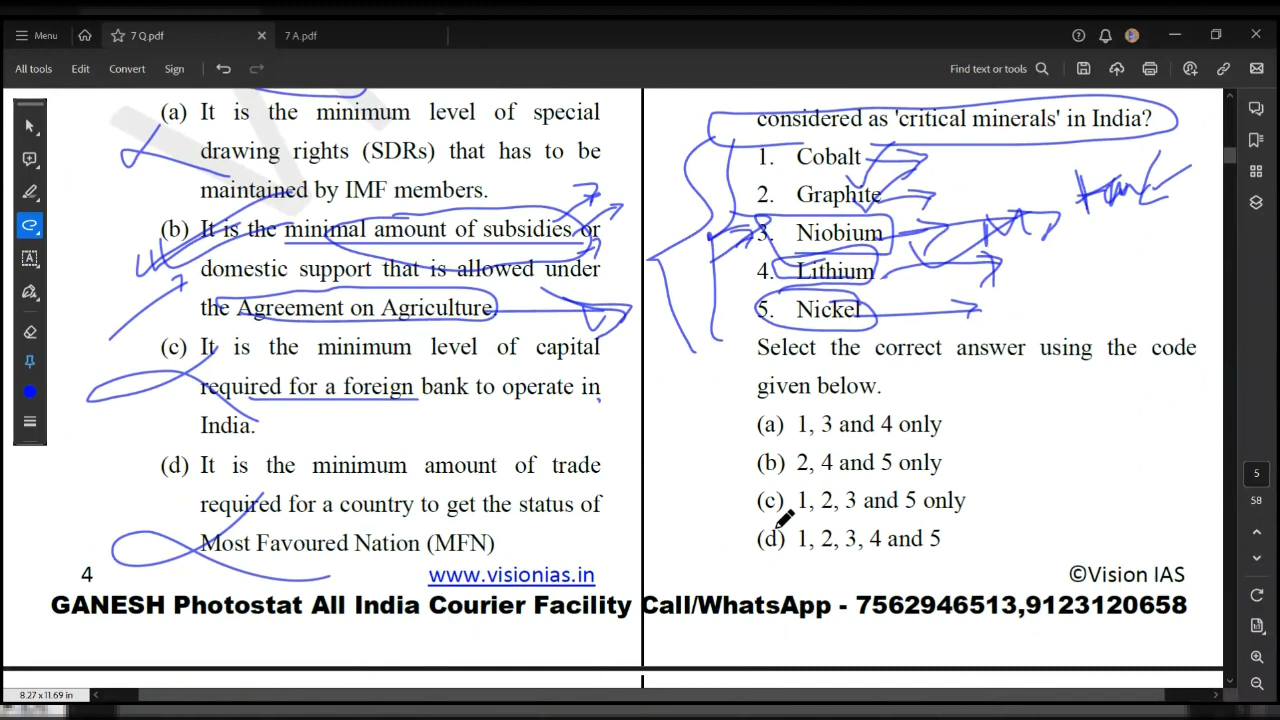 Menu
7 Q.pdf
7 A.pdf
All tools Edit Convert Sign
Find text or tools
(a) It is the minimum level of special
drawing rights (SDRs) that has to be
maintained by IMF members.
(b) It is the minimal amount of subsidies or
domestic support that is allowed under
the Agreement on Agriculture
(c) It is the minimum level of capital
required for a foreign bank to operate in
India.
(d) It is the minimum amount of trade
required for a country to get the status of
Most Favoured Nation (MFN)
4
www.visionias.in
considered as 'critical minerals' in India?
1. Cobalt
2. Graphite
3. Niobium
4. Lithium
5. Nickel
Select the correct answer using the code
given below.
(a) 1, 3 and 4 only
(b) 2, 4 and 5 only
(c) 1, 2, 3 and 5 only
(d) 1, 2, 3, 4 and 5
©Vision IAS
GANESH Photostat All India Courier Facility Call/WhatsApp - 7562946513,9123120658
5
58
8.27 x 11.69 in